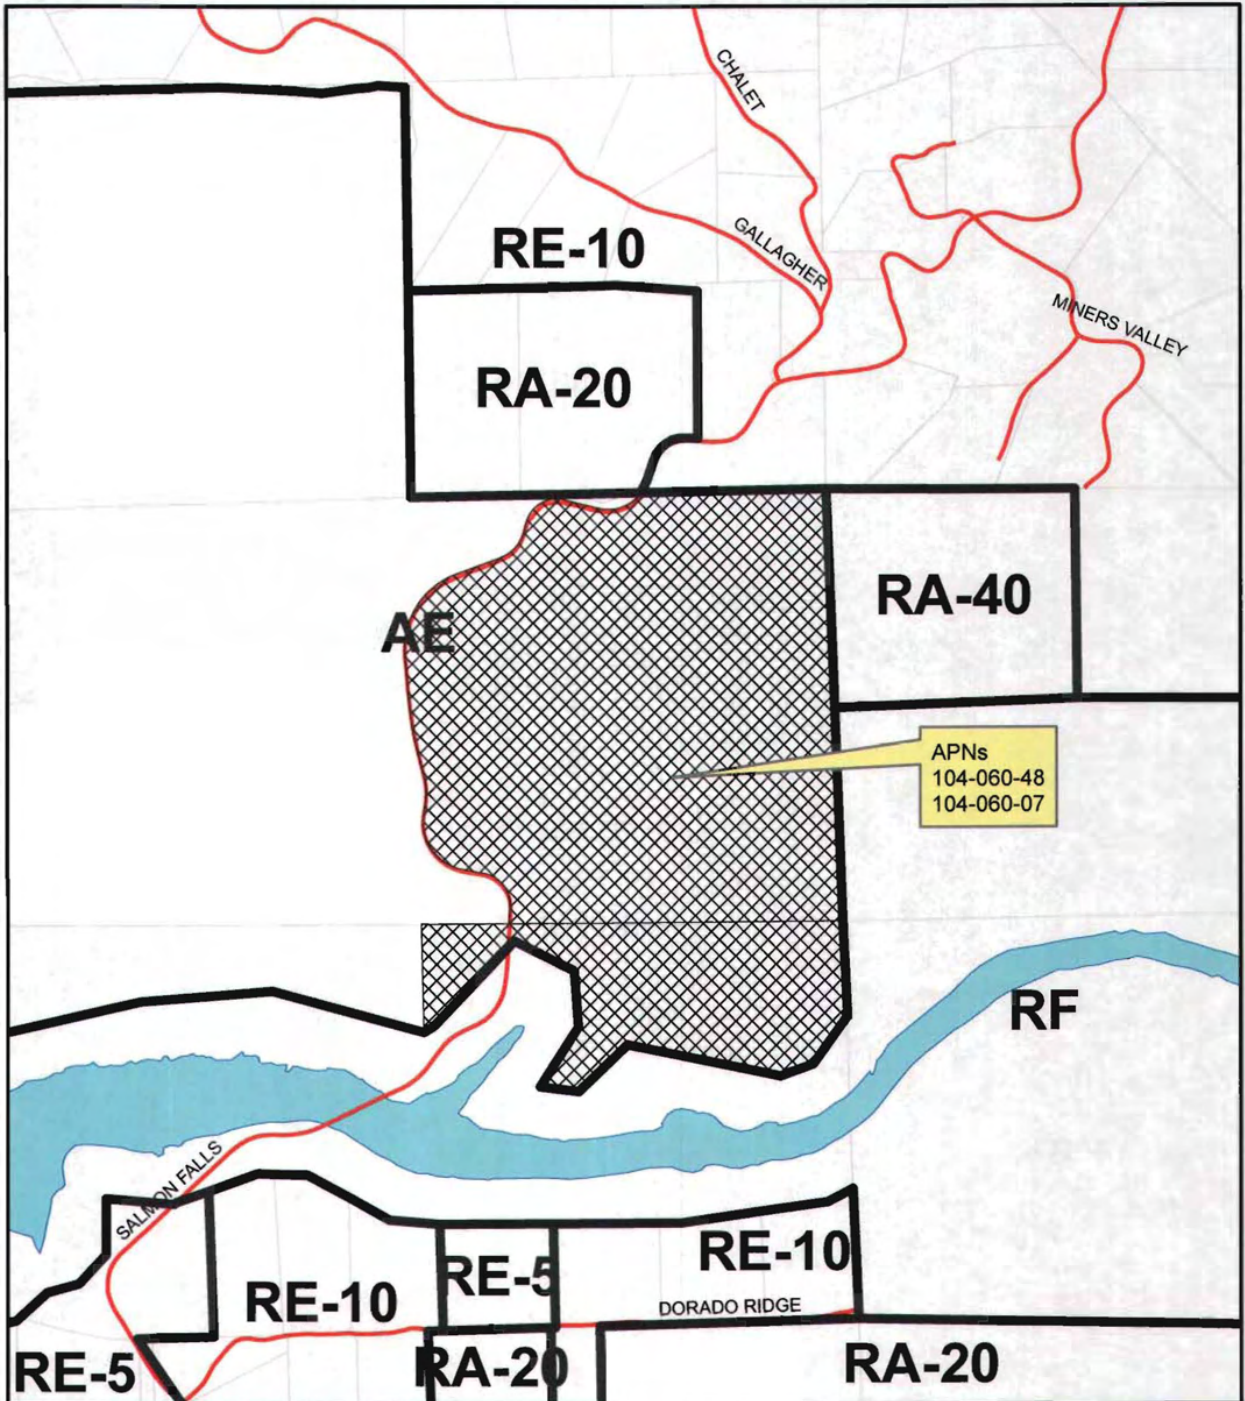 CHALET
RE-10
GALLAGHER
MINERS VALLEY
RA-20
RA-40
AE
APNs
104-060-48
104-060-07
RF
SALMON FALLS
RE-10
RE-5
RE-10
DORADO RIDGE
RE-5
RA-20
RA-20